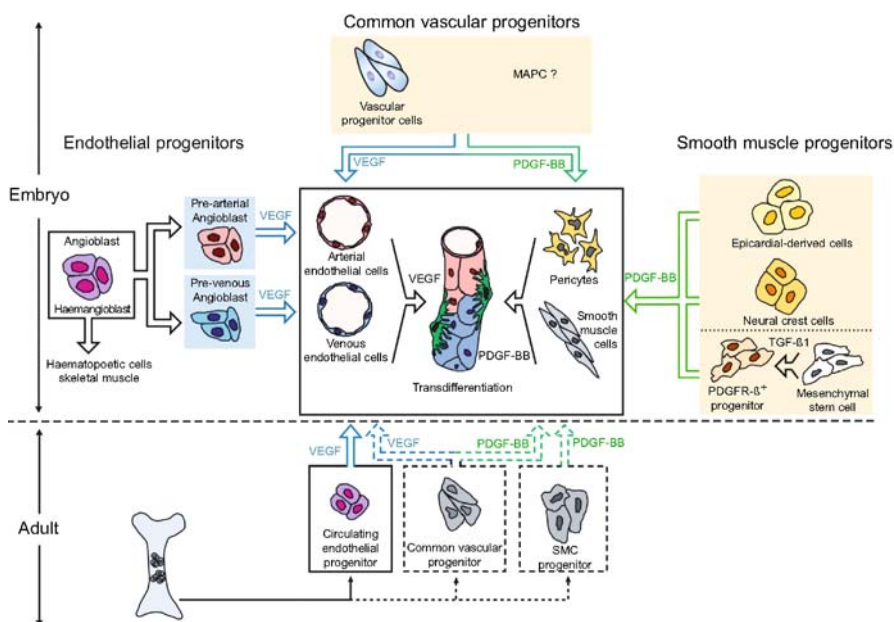 Common vascular progenitors
MAPC ?
Vascular
progenitor cells
Endothelial progenitors
Smooth muscle progenitors
VEGF
PDGF-BB
Embryo
Pre-arterial
Angioblast
VEGF
Angioblast
Haemangioblast
Pre-venous
Angioblast
VEGF
Haematopoetic cells
skeletal muscle
Arterial
endothelial cells
VEGF
Pericytes
Venous
endothelial cells
PDGF-BB
Smooth
muscle
cells
Transdifferentiation
PDGF-BB
Epicardial-derived cells
Neural crest cells
TGF-ß1
PDGFR-ß+
progenitor
Mesenchymal
stem cell
VEGF
VEGF
PDGF-BB
PDGF-BB
Adult
Circulating
endothelial
progenitor
Common vascular
progenitor
SMC
progenitor